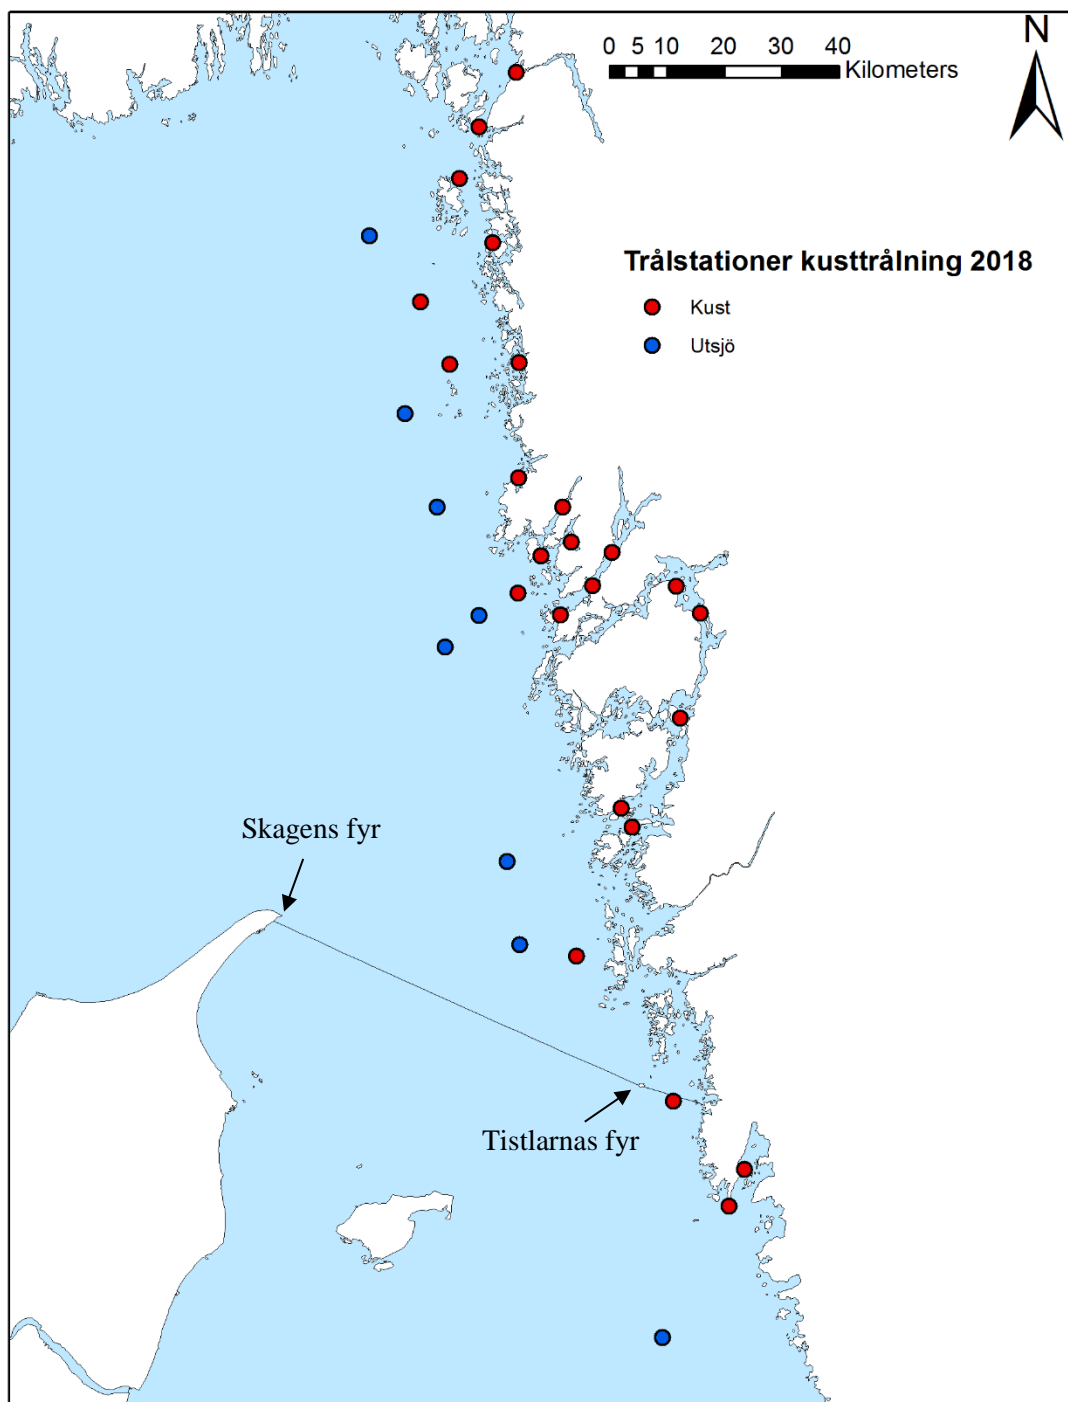 N
0 5 10 20 30 40
Kilometers
Trålstationer kusttrålning 2018
Kust
Utsjö
Skagens fyr
Tistlarnas fyr